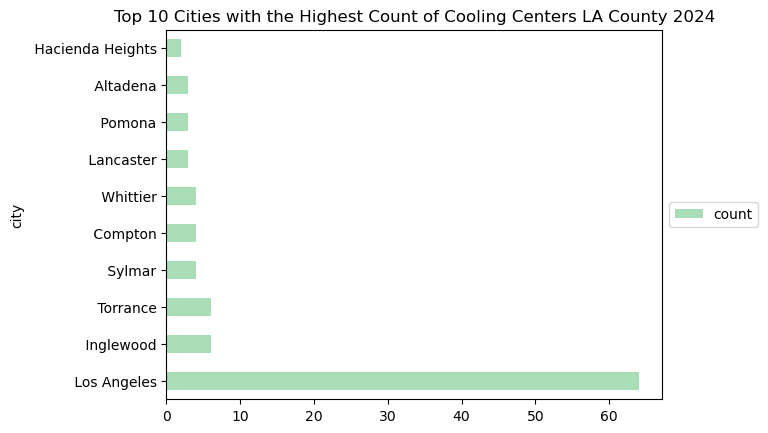 Top 10 Cities with the Highest Count of Cooling Centers LA County 2024
Hacienda Heights
Altadena
Pomona
Lancaster
Whittier
Compton
Sylmar
Torrance
Inglewood
Los Angeles
city
count
0 10 20 30 40 50 60